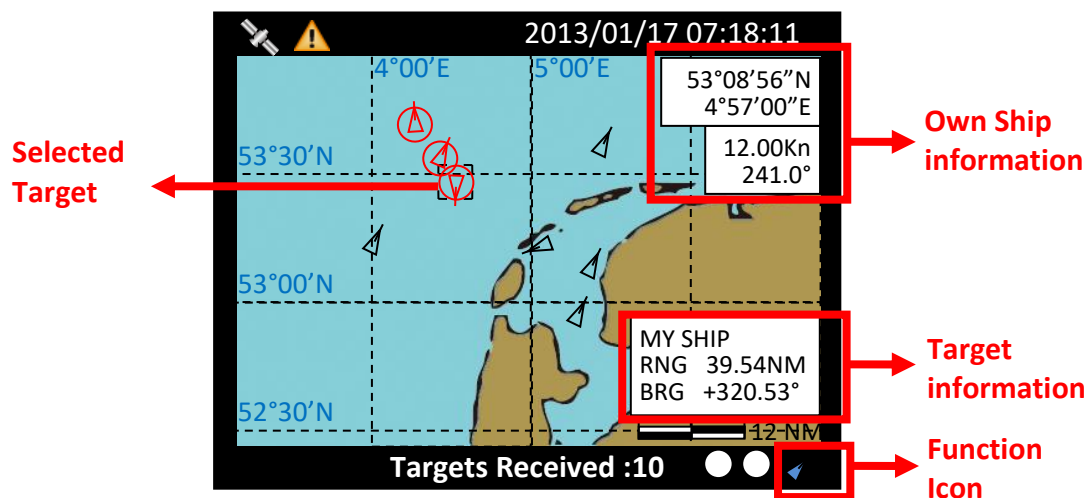 2013/01/17 07:18:11
4°00'E
5°00'E
53°08'56”N
4°57'00”E
Own Ship
information
12.00Kn
241.0°
Selected
Target
53°30'N
53°00'N
MY SHIP
RNG 39.54NM
BRG +320.53°
Target
information
52°30'N
12 NM
Targets Received :10
Function
Icon